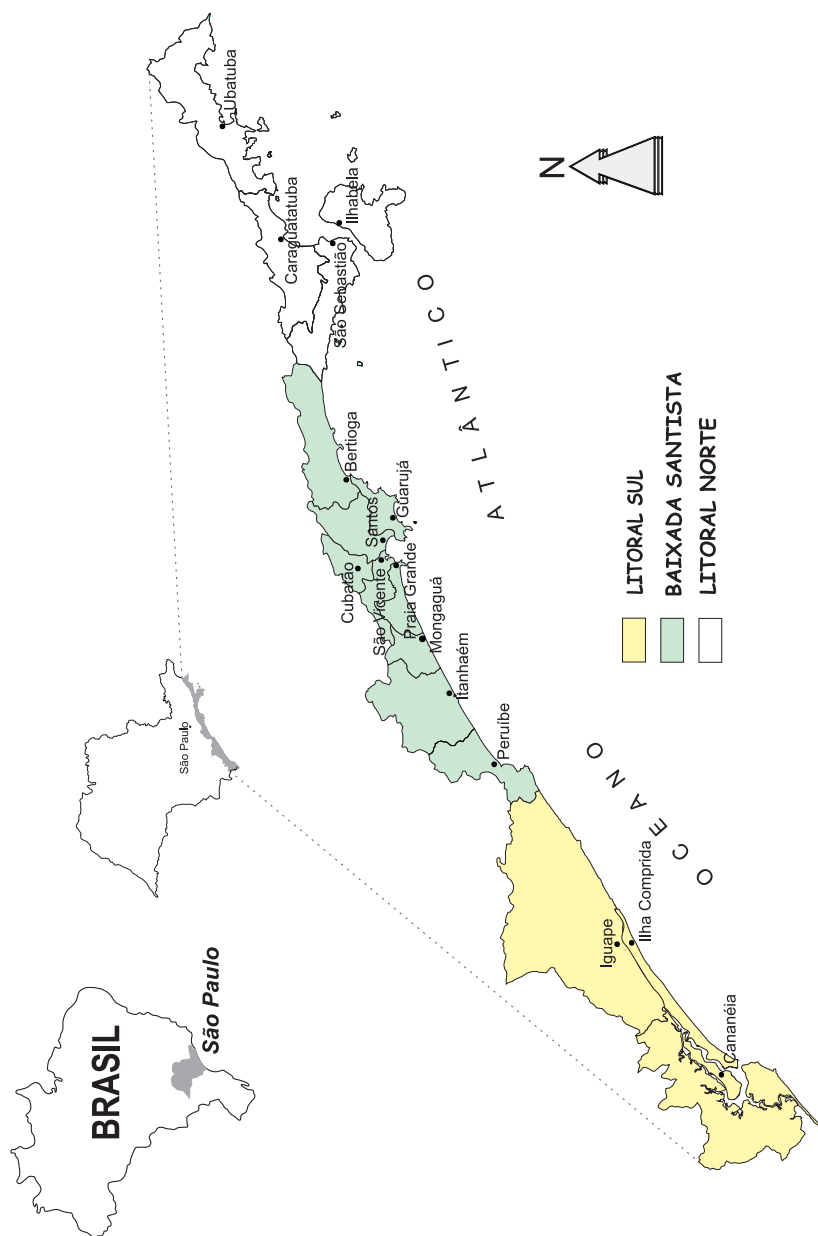 BRASIL
São Paulo
São Paulo
Ubatuba
Caraguatatuba
Ilhabela
São Sebastião
Bertioga
Guarujá
Santos
Cubatão
São Vicente
Praia Grande
Mongaguá
Itanhaém
Peruíbe
Iguape
Ilha Comprida
Cananéia
OCEANO ATLÂNTICO
N
LITORAL SUL
BAIXADA SANTISTA
LITORAL NORTE